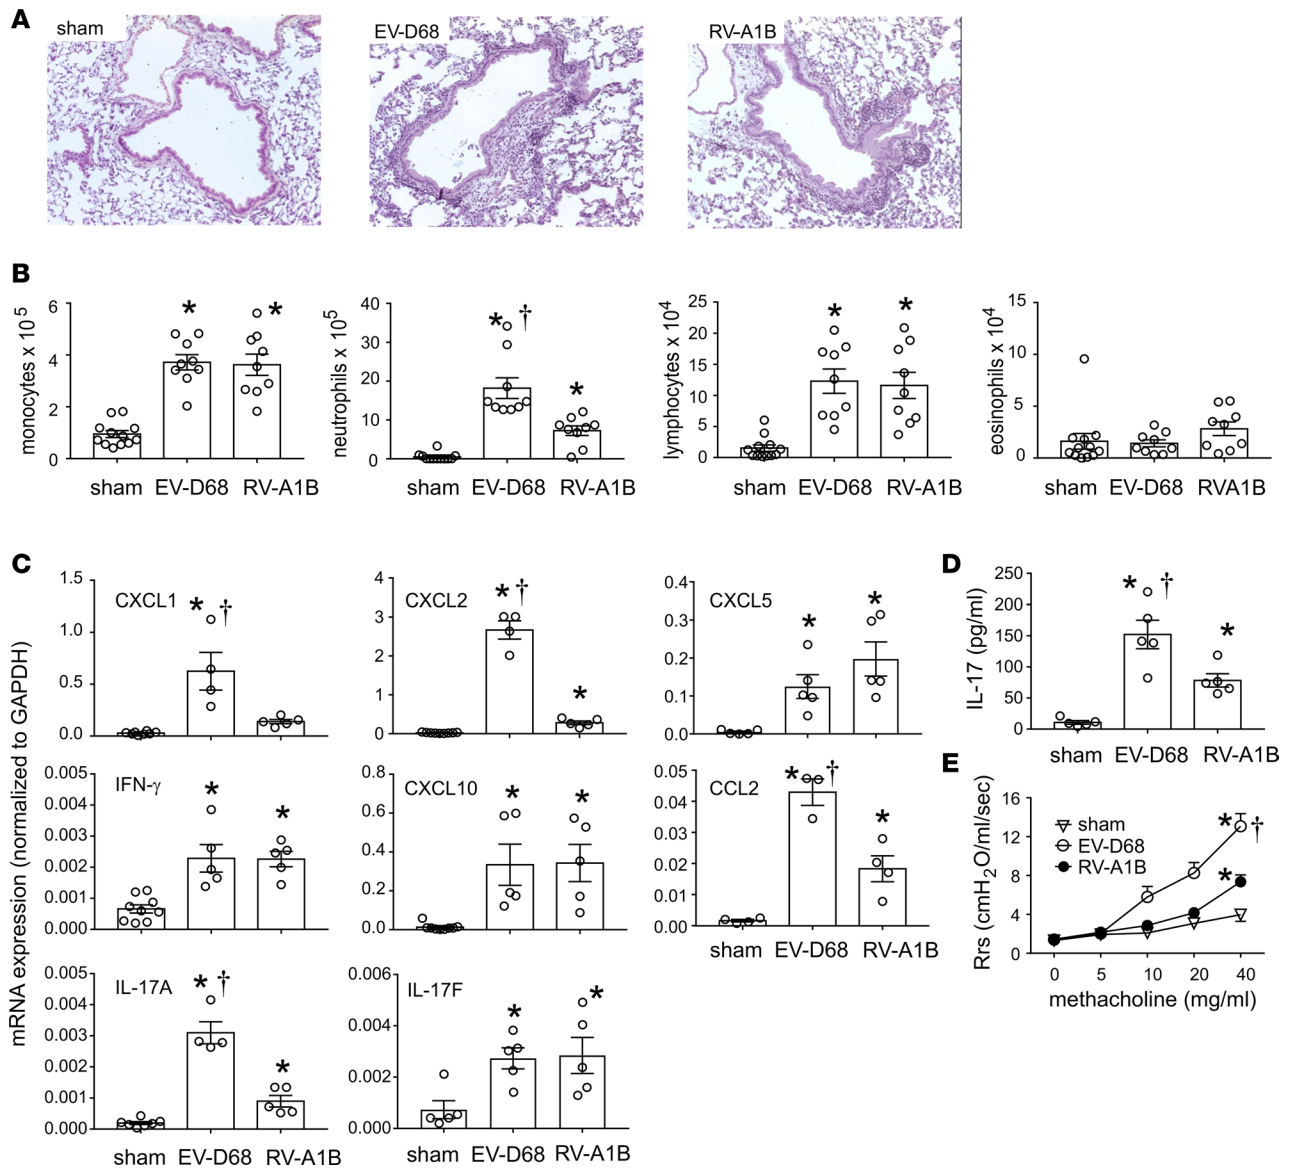 A
sham
EV-D68
RV-A1B
B
monocytes x 10 5
6
4
2
0
*
*
sham EV-D68 RV-A1B
neutrophils x 10 5
40
30
20
10
0
* †
*
sham EV-D68 RV-A1B
lymphocytes x 10 4
25
20
15
10
5
0
*
*
sham EV-D68 RV-A1B
eosinophils x 10 4
15
10
5
0
sham EV-D68 RVA1B
C
mRNA expression (normalized to GAPDH)
CXCL1
1.5
1.0
0.5
0.0
* †
CXCL2
4
3
2
1
0
* †
*
CXCL5
0.4
0.3
0.2
0.1
0.0
*
*
IFN-γ
0.005
0.004
0.003
0.002
0.001
0.000
*
*
CXCL10
0.8
0.6
0.4
0.2
0.0
*
*
CCL2
0.05
0.04
0.03
0.02
0.01
0.00
* †
*
sham EV-D68 RV-A1B
IL-17A
0.005
0.004
0.003
0.002
0.001
0.000
* †
*
sham EV-D68 RV-A1B
IL-17F
0.006
0.004
0.002
0.000
*
*
sham EV-D68 RV-A1B
D
IL-17 (pg/ml)
250
200
150
100
50
0
* †
*
sham EV-D68 RV-A1B
E
Rrs (cmH2O/ml/sec)
16
12
8
4
0
sham
EV-D68
RV-A1B
* †
*
0 5 10 20 40
methacholine (mg/ml)